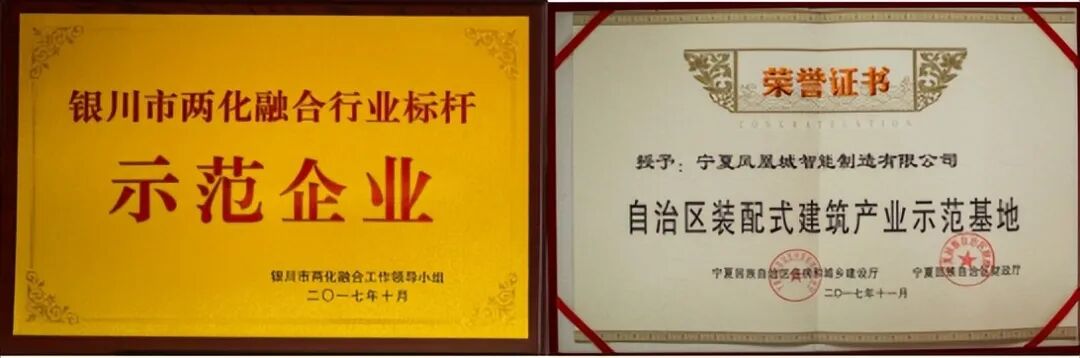 银川市两化融合行业标杆
示范企业
银川市两化融合工作领导小组
二〇一七年十月
荣誉证书
CONGRATULATION
授予：宁夏凤凰城智能制造有限公司
自治区装配式建筑产业示范基地
宁夏回族自治区住房和城乡建设厅
宁夏回族自治区财政厅
二〇一七年十一月